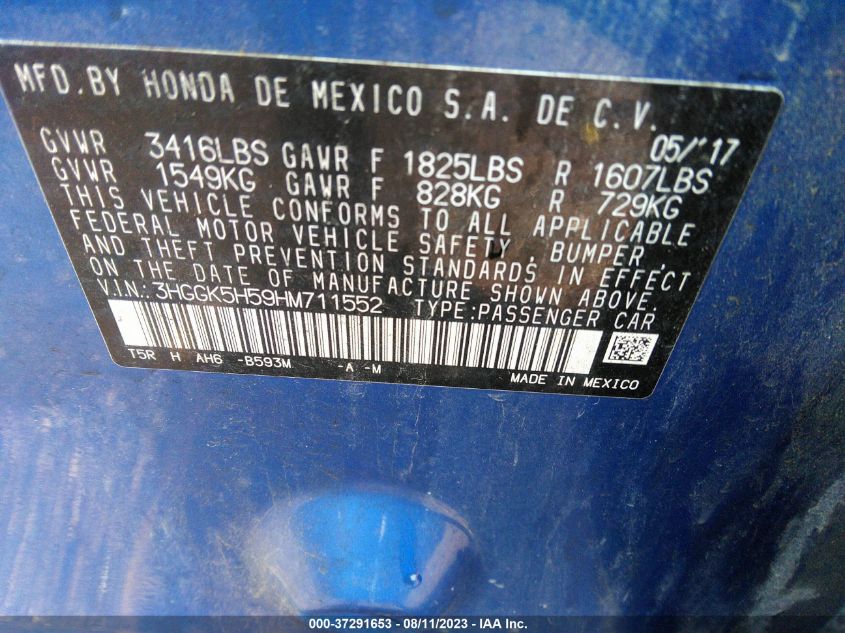 MFD. BY HONDA DE MEXICO S.A. DE C.V.
05/'17
GVWR 3416LBS GAWR F 1825LBS R 1607LBS
GVWR 1549KG GAWR F 828KG R 729KG
THIS VEHICLE CONFORMS TO ALL APPLICABLE
FEDERAL MOTOR VEHICLE SAFETY, BUMPER,
AND THEFT PREVENTION STANDARDS IN EFFECT
ON THE DATE OF MANUFACTURE SHOWN ABOVE.
V.I.N.:3HGGK5H59HM711552 TYPE:PASSENGER CAR
T5R H AH6 -B593M -A -M
MADE IN MEXICO
000-37291653 - 08/11/2023 - IAA Inc.